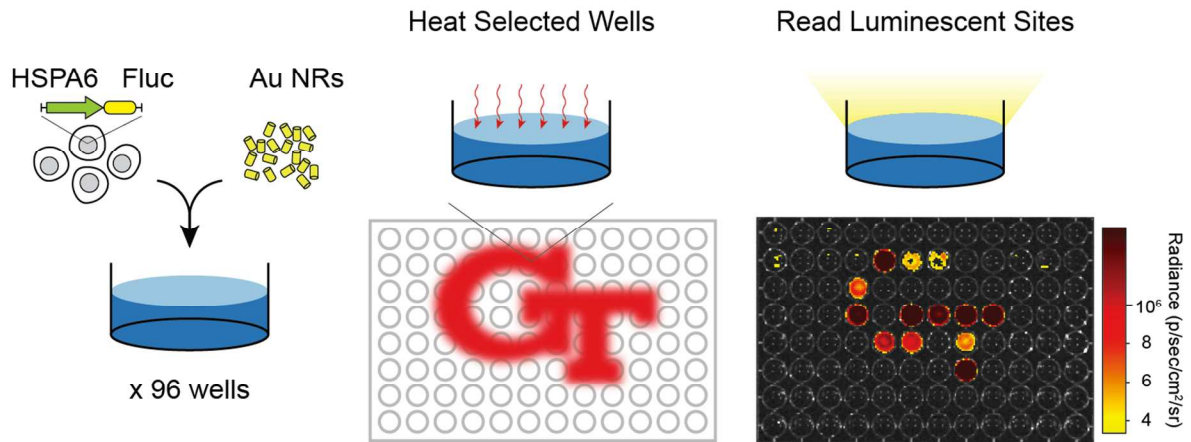 Heat Selected Wells
Read Luminescent Sites
HSPA6 Fluc
Au NRs
x 96 wells
GT
Radiance (p/sec/cm²/sr)
10⁶
8
6
4